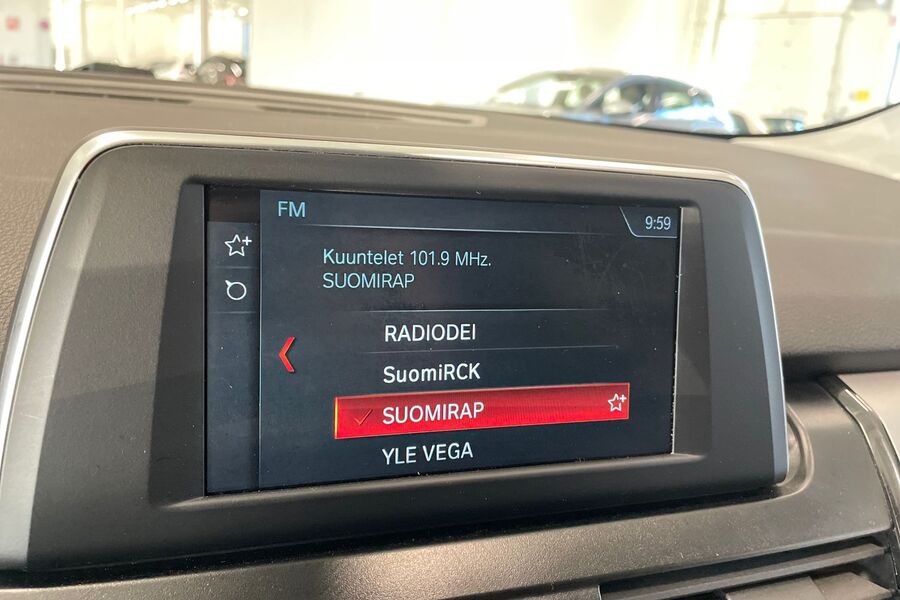 FM
9:59
Kuuntelet 101.9 MHz.
SUOMIRAP
RADIODEI
SuomiRCK
SUOMIRAP
YLE VEGA